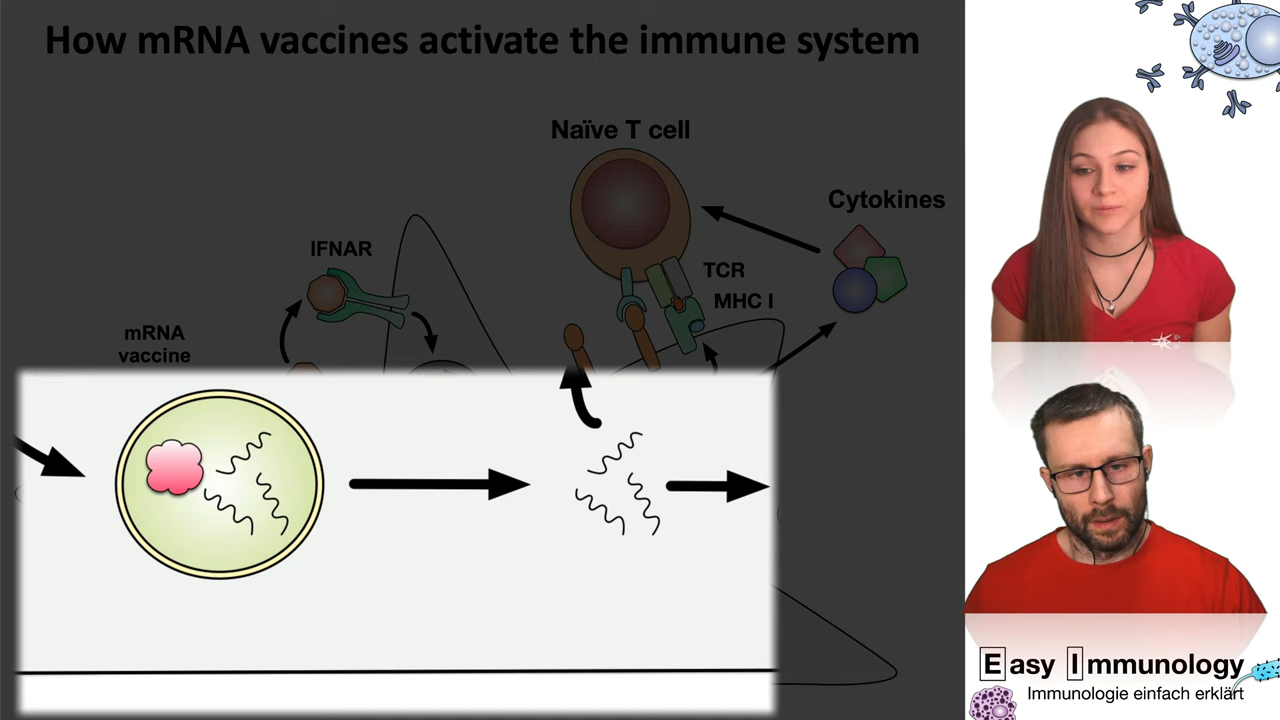 How mRNA vaccines activate the immune system
Naïve T cell
Cytokines
IFNAR
TCR
MHC I
mRNA
vaccine
Easy Immunology
Immunologie einfach erklärt